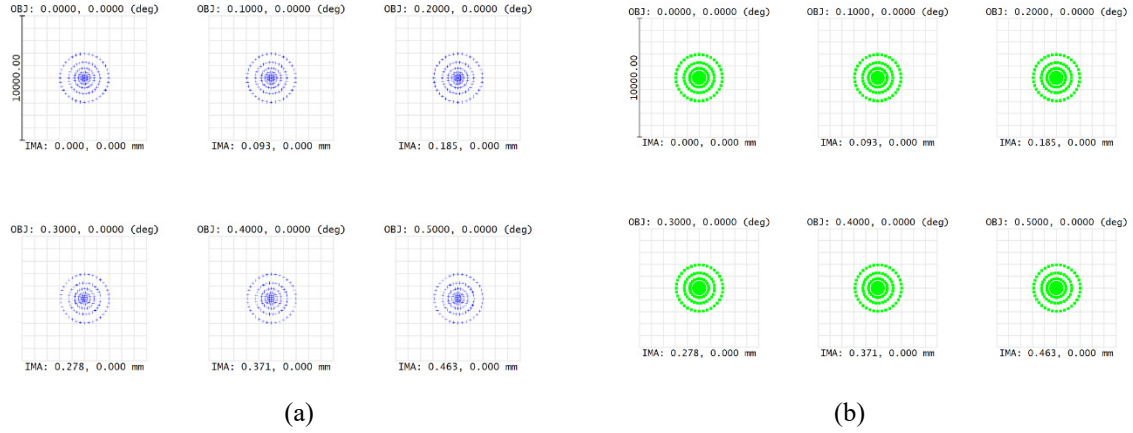 OBJ: 0.0000, 0.0000 (deg) OBJ: 0.1000, 0.0000 (deg) OBJ: 0.2000, 0.0000 (deg)
10000.00
IMA: 0.000, 0.000 mm IMA: 0.093, 0.000 mm IMA: 0.185, 0.000 mm
OBJ: 0.3000, 0.0000 (deg) OBJ: 0.4000, 0.0000 (deg) OBJ: 0.5000, 0.0000 (deg)
IMA: 0.278, 0.000 mm IMA: 0.371, 0.000 mm IMA: 0.463, 0.000 mm
(a)
OBJ: 0.0000, 0.0000 (deg) OBJ: 0.1000, 0.0000 (deg) OBJ: 0.2000, 0.0000 (deg)
10000.00
IMA: 0.000, 0.000 mm IMA: 0.093, 0.000 mm IMA: 0.185, 0.000 mm
OBJ: 0.3000, 0.0000 (deg) OBJ: 0.4000, 0.0000 (deg) OBJ: 0.5000, 0.0000 (deg)
IMA: 0.278, 0.000 mm IMA: 0.371, 0.000 mm IMA: 0.463, 0.000 mm
(b)